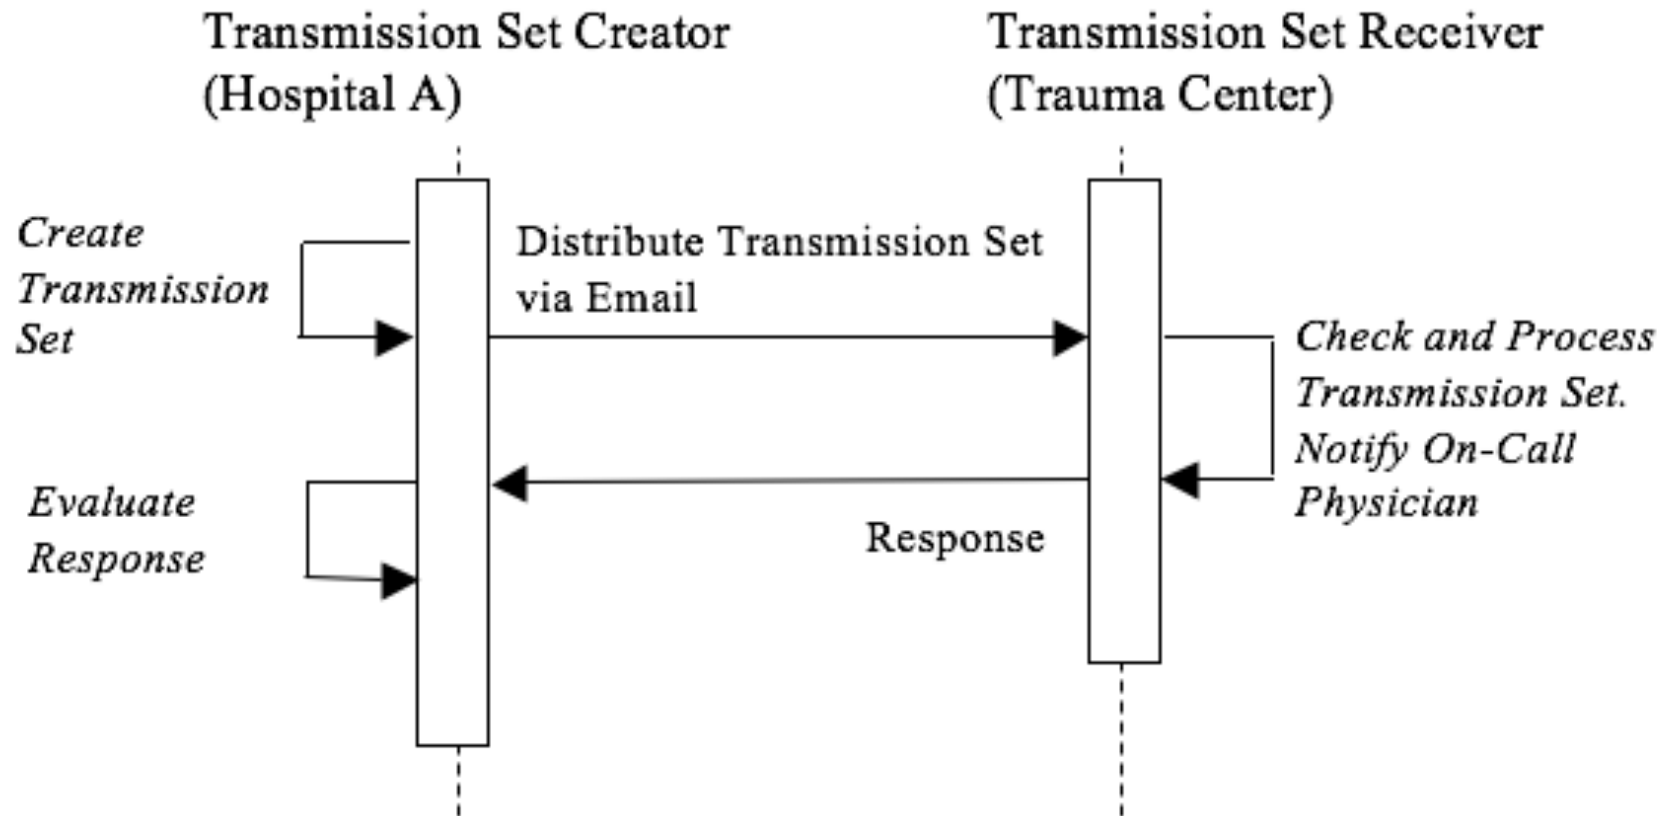 Transmission Set Creator
(Hospital A)
Transmission Set Receiver
(Trauma Center)
Create
Transmission
Set
Distribute Transmission Set
via Email
Check and Process
Transmission Set.
Notify On-Call
Physician
Evaluate
Response
Response